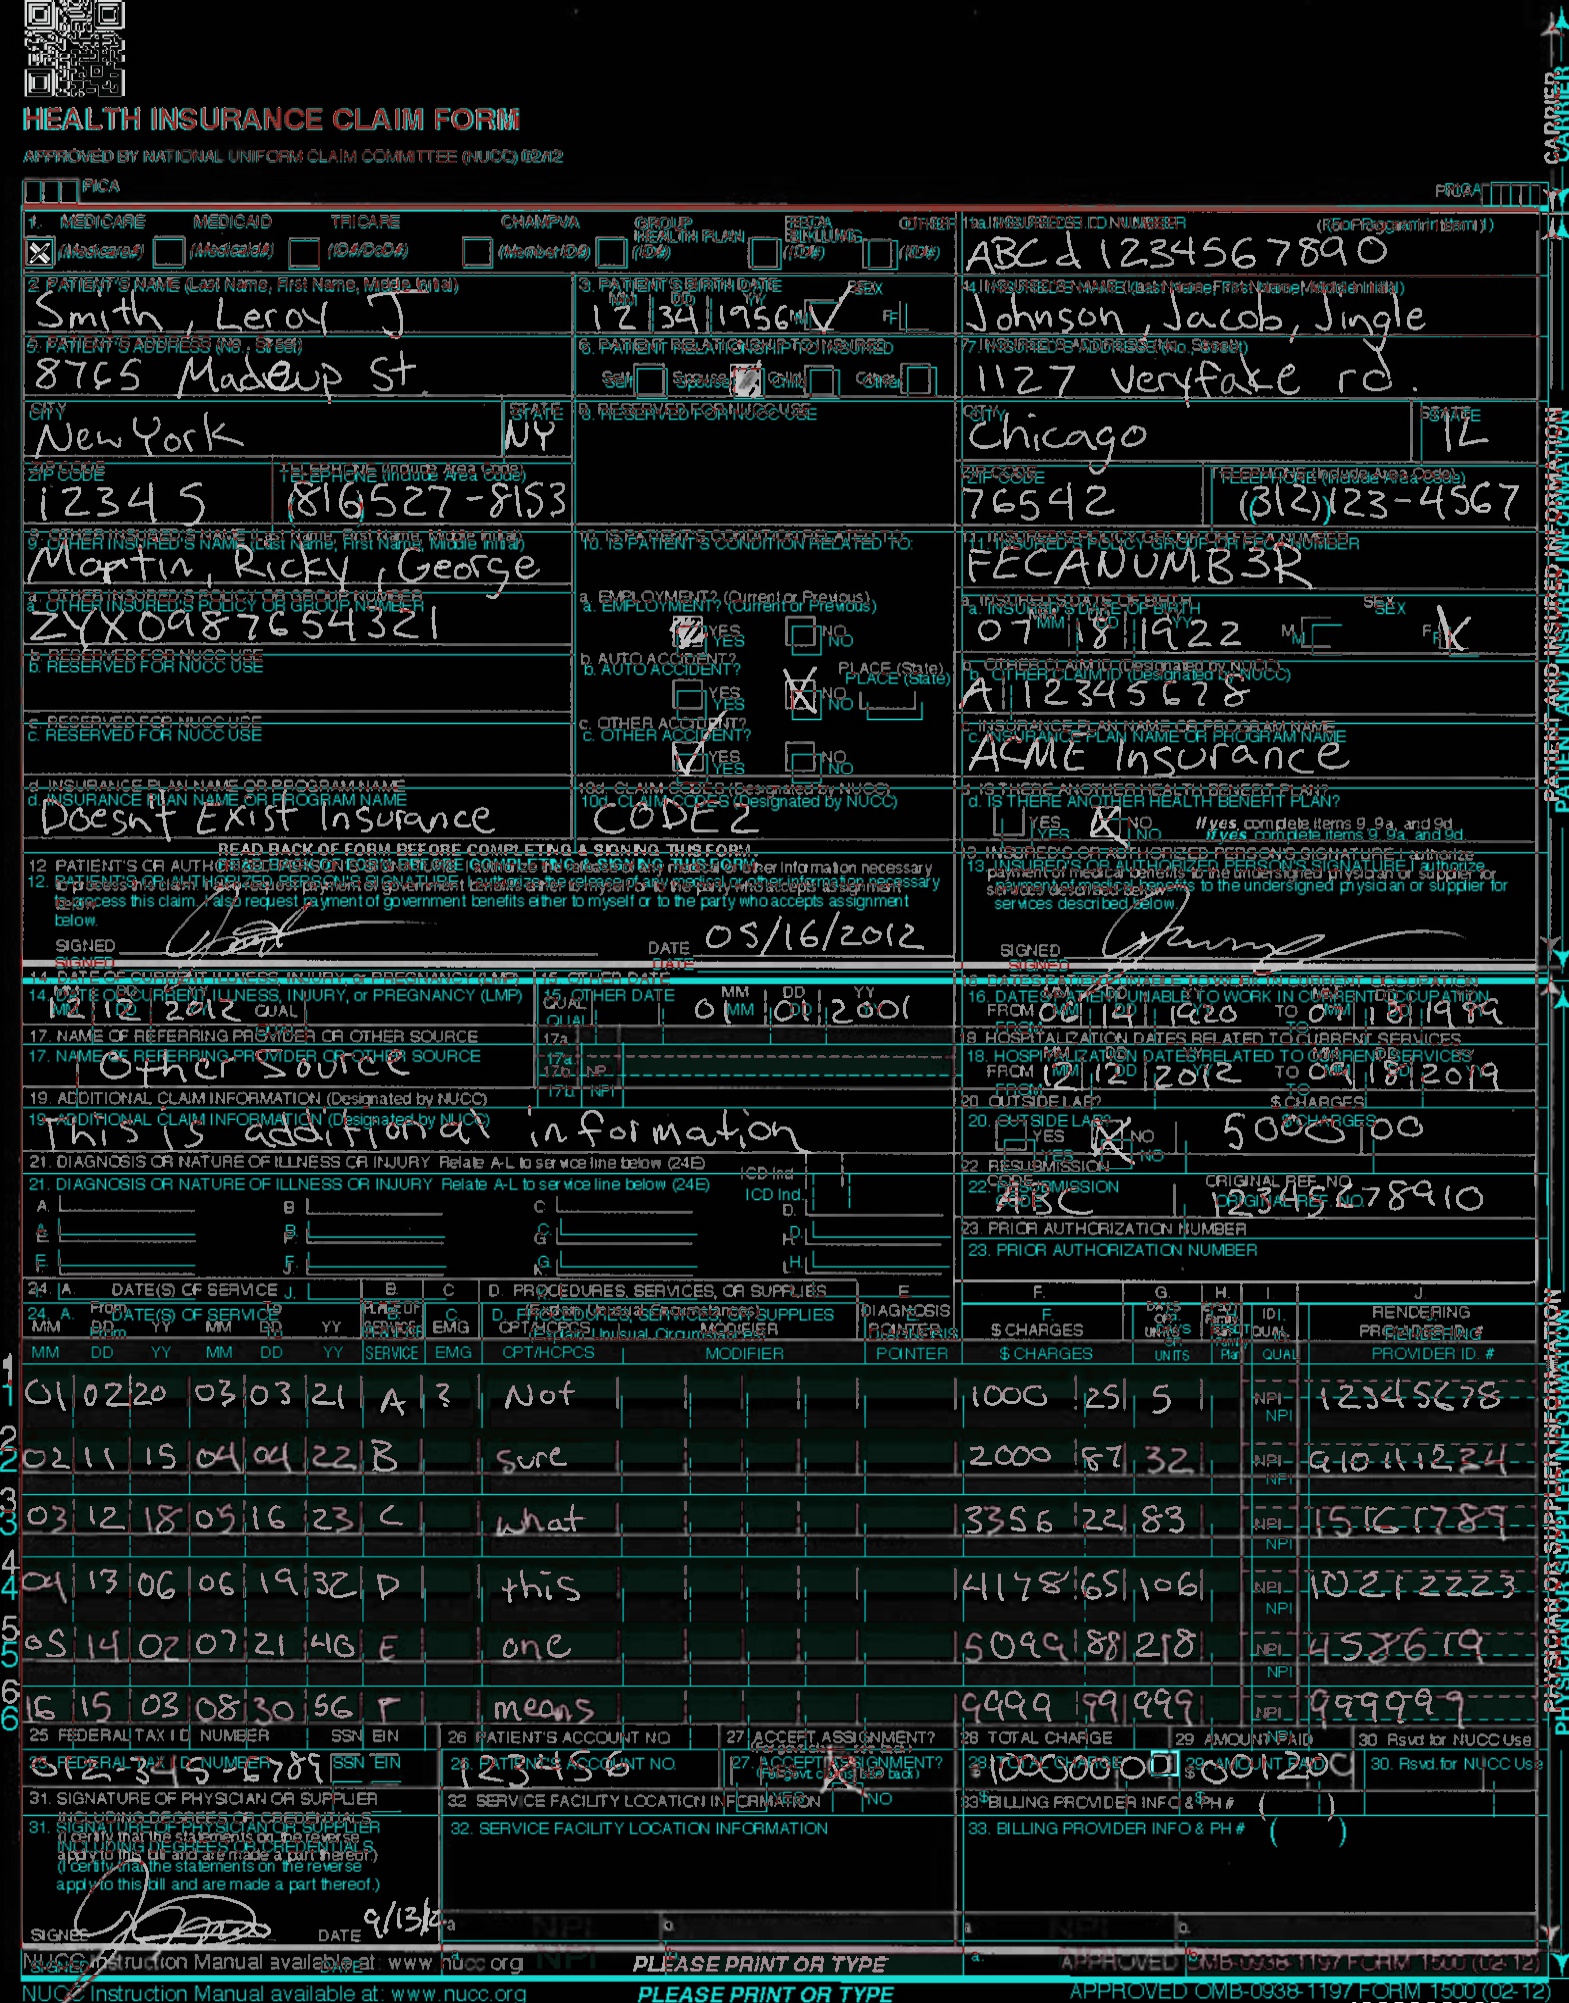 HEALTH INSURANCE CLAIM FORM
APPROVED BY NATIONAL UNIFORM CLAIM COMMITTEE (NUCC) 02/12
PICA PICA
CARRIER
1. MEDICARE MEDICAID TRICARE CHAMPVA GROUP HEALTH PLAN FECA BLK LUNG OTHER
(Medicare#) (Medicaid#) (ID#/DoD#) (Member ID#) (ID#) (ID#) (ID#)
1a. INSURED'S I.D. NUMBER (For Program in Item 1)
ABCd 1234567890
2. PATIENT'S NAME (Last Name, First Name, Middle Initial)
Smith, Leroy J
3. PATIENT'S BIRTH DATE SEX
MM DD YY
12 34 1956 M F
4. INSURED'S NAME (Last Name, First Name, Middle Initial)
Johnson, Jacob, Jingle
5. PATIENT'S ADDRESS (No., Street)
8765 Madeup St.
6. PATIENT RELATIONSHIP TO INSURED
Self Spouse Child Other
7. INSURED'S ADDRESS (No., Street)
1127 Veryfake rd.
CITY STATE
New York NY
8. RESERVED FOR NUCC USE
CITY STATE
Chicago IL
ZIP CODE TELEPHONE (Include Area Code)
12345 (816)527-8153
ZIP CODE TELEPHONE (Include Area Code)
76542 (312)123-4567
9. OTHER INSURED'S NAME (Last Name, First Name, Middle Initial)
Martin, Ricky, George
10. IS PATIENT'S CONDITION RELATED TO:
11. INSURED'S POLICY GROUP OR FECA NUMBER
FECANUMB3R
a. OTHER INSURED'S POLICY OR GROUP NUMBER
ZYX0987654321
a. EMPLOYMENT? (Current or Previous)
YES NO
a. INSURED'S DATE OF BIRTH SEX
MM DD YY
07 18 1922 M F
b. RESERVED FOR NUCC USE
b. AUTO ACCIDENT? PLACE (State)
YES NO
b. OTHER CLAIM ID (Designated by NUCC)
A 12345678
c. RESERVED FOR NUCC USE
c. OTHER ACCIDENT?
YES NO
c. INSURANCE PLAN NAME OR PROGRAM NAME
ACME Insurance
d. INSURANCE PLAN NAME OR PROGRAM NAME
Doesnt Exist Insurance
10d. CLAIM CODES (Designated by NUCC)
CODE2
d. IS THERE ANOTHER HEALTH BENEFIT PLAN?
YES NO If yes, complete items 9, 9a, and 9d.
PATIENT AND INSURED INFORMATION
READ BACK OF FORM BEFORE COMPLETING & SIGNING THIS FORM.
12. PATIENT'S OR AUTHORIZED PERSON'S SIGNATURE I authorize the release of any medical or other information necessary
to process this claim. I also request payment of government benefits either to myself or to the party who accepts assignment
below.
SIGNED DATE 05/16/2012
13. INSURED'S OR AUTHORIZED PERSON'S SIGNATURE I authorize
payment of medical benefits to the undersigned physician or supplier for
services described below.
SIGNED
14. DATE OF CURRENT ILLNESS, INJURY, or PREGNANCY (LMP)
12 12 2012 QUAL.
15. OTHER DATE
QUAL. MM DD YY
01 01 2001
16. DATES PATIENT UNABLE TO WORK IN CURRENT OCCUPATION
FROM 1920 TO 18 1989
17. NAME OF REFERRING PROVIDER OR OTHER SOURCE
Other Source
17a.
17b. NPI
18. HOSPITALIZATION DATES RELATED TO CURRENT SERVICES
FROM 12 12 2012 TO 09 18 2019
19. ADDITIONAL CLAIM INFORMATION (Designated by NUCC)
This is additional information
20. OUTSIDE LAB? $ CHARGES
YES NO 5000 00
21. DIAGNOSIS OR NATURE OF ILLNESS OR INJURY Relate A-L to service line below (24E) ICD Ind.
A. B. C. D.
E. F. G. H.
J. K. L.
22. RESUBMISSION CODE ORIGINAL REF. NO.
ABC 12345678910
23. PRIOR AUTHORIZATION NUMBER
24. A. DATE(S) OF SERVICE B. C. D. PROCEDURES, SERVICES, OR SUPPLIES E. F. G. H. I. J.
From To PLACE OF SERVICE EMG (Explain Unusual Circumstances) DIAGNOSIS POINTER $ CHARGES DAYS OR UNITS EPSDT Family Plan ID. QUAL. RENDERING PROVIDER ID. #
MM DD YY MM DD YY SERVICE EMG CPT/HCPCS MODIFIER POINTER
1 01 02 20 03 03 21 A ? Not 1000 25 5 NPI 12345678
2 02 11 15 04 04 22 B sure 2000 87 32 NPI 910111234
3 03 12 18 05 16 23 C what 3356 22 83 NPI 15161789
4 04 13 06 06 19 32 D this 4178 65 106 NPI 10212223
5 05 14 02 07 21 40 E one 5099 88 218 NPI 4588619
6 16 15 03 08 30 56 F means 9999 99 999 NPI 999999
25. FEDERAL TAX I.D. NUMBER SSN EIN
012-345-6789
26. PATIENT'S ACCOUNT NO.
123456
27. ACCEPT ASSIGNMENT?
(For govt. claims, see back)
YES NO
28. TOTAL CHARGE
$
29. AMOUNT PAID
$
30. Rsvd for NUCC Use
31. SIGNATURE OF PHYSICIAN OR SUPPLIER
INCLUDING DEGREES OR CREDENTIALS
(I certify that the statements on the reverse
apply to this bill and are made a part thereof.)
SIGNED DATE 9/13/12
32. SERVICE FACILITY LOCATION INFORMATION
a. NPI b.
33. BILLING PROVIDER INFO & PH # ( )
a. NPI b.
PHYSICIAN OR SUPPLIER INFORMATION
NUCC Instruction Manual available at: www.nucc.org PLEASE PRINT OR TYPE APPROVED OMB-0938-1197 FORM 1500 (02-12)